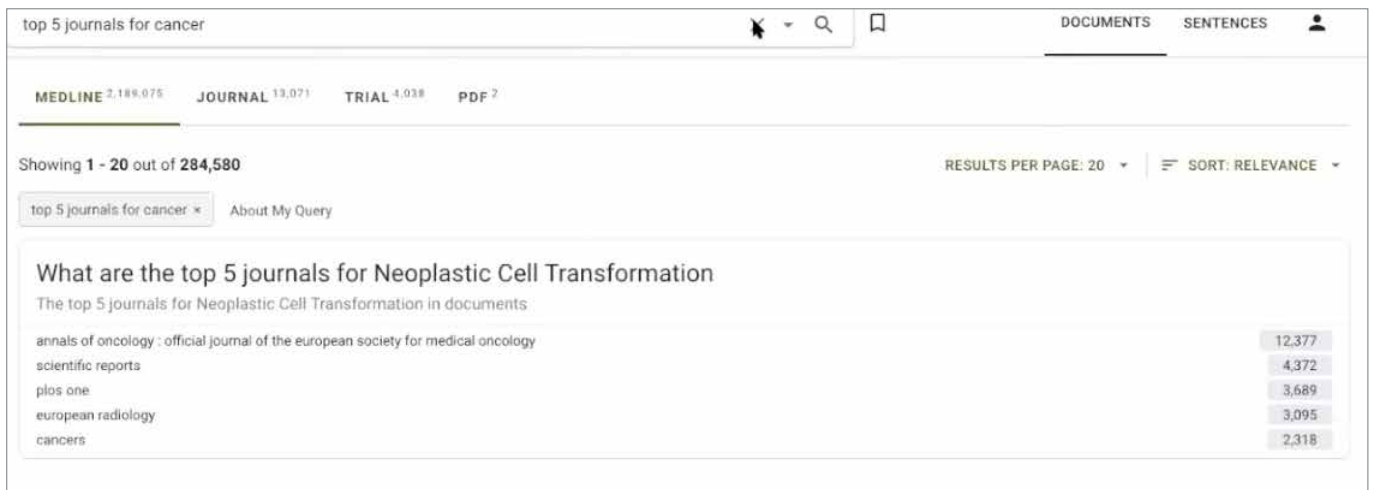 top 5 journals for cancer
DOCUMENTS SENTENCES
MEDLINE 2,189,075 JOURNAL 13,071 TRIAL 4,038 PDF 2
Showing 1 - 20 out of 284,580
RESULTS PER PAGE: 20 SORT: RELEVANCE
top 5 journals for cancer × About My Query
What are the top 5 journals for Neoplastic Cell Transformation
The top 5 journals for Neoplastic Cell Transformation in documents
annals of oncology : official journal of the european society for medical oncology 12,377
scientific reports 4,372
plos one 3,689
european radiology 3,095
cancers 2,318